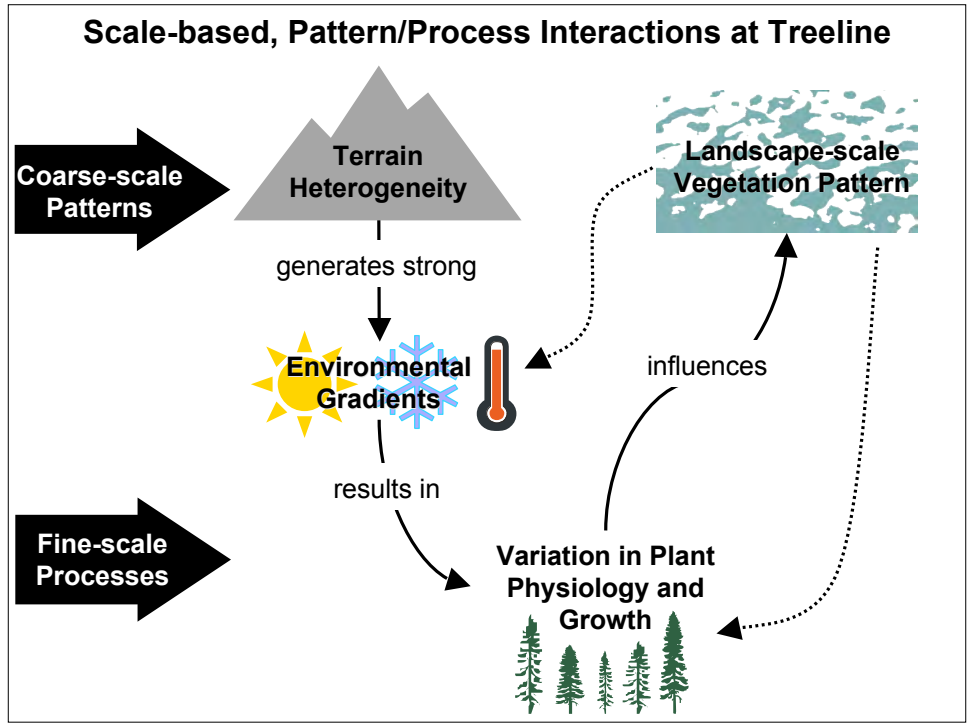 Scale-based, Pattern/Process Interactions at Treeline
Coarse-scale
Patterns
Terrain
Heterogeneity
Landscape-scale
Vegetation Pattern
generates strong
Environmental
Gradients
influences
results in
Fine-scale
Processes
Variation in Plant
Physiology and
Growth